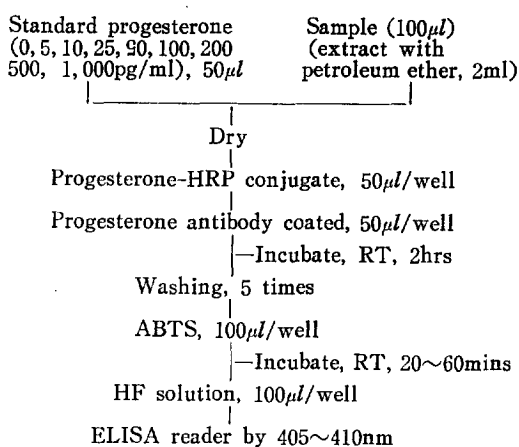 Standard progesterone
(0, 5, 10, 25, 90, 100, 200
500, 1,000pg/ml), 50μl
Sample (100μl)
(extract with
petroleum ether, 2ml)
Dry
Progesterone-HRP conjugate, 50μl/well
Progesterone antibody coated, 50μl/well
Incubate, RT, 2hrs
Washing, 5 times
ABTS, 100μl/well
Incubate, RT, 20~60mins
HF solution, 100μl/well
ELISA reader by 405~410nm